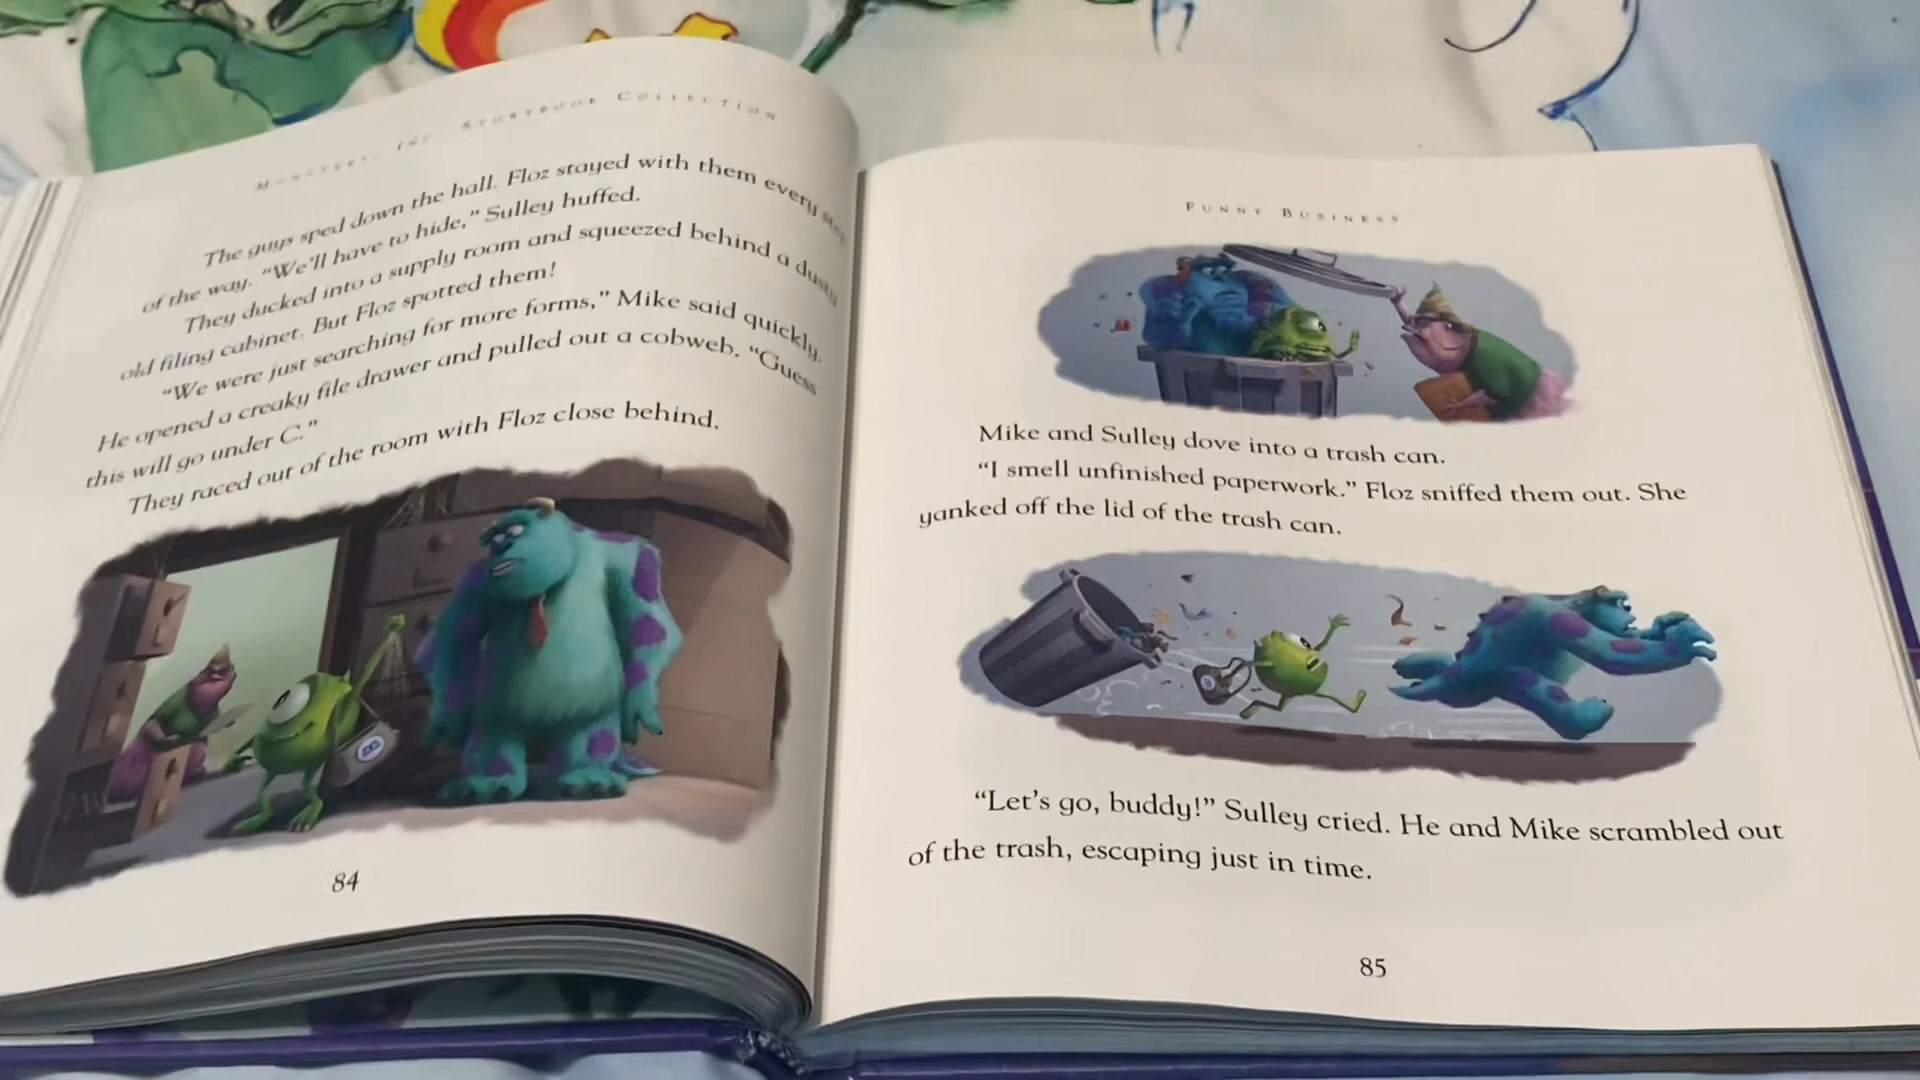 MONSTERS, INC. STORYBOOK COLLECTION
The guys sped down the hall. Floz stayed with them every step
of the way. “We’ll have to hide,” Sulley huffed.
They ducked into a supply room and squeezed behind a dusty
old filing cabinet. But Floz spotted them!
“We were just searching for more forms,” Mike said quickly.
He opened a creaky file drawer and pulled out a cobweb. “Guess
this will go under C.”
They raced out of the room with Floz close behind.
84
FUNNY BUSINESS
Mike and Sulley dove into a trash can.
“I smell unfinished paperwork.” Floz sniffed them out. She
yanked off the lid of the trash can.
“Let’s go, buddy!” Sulley cried. He and Mike scrambled out
of the trash, escaping just in time.
85